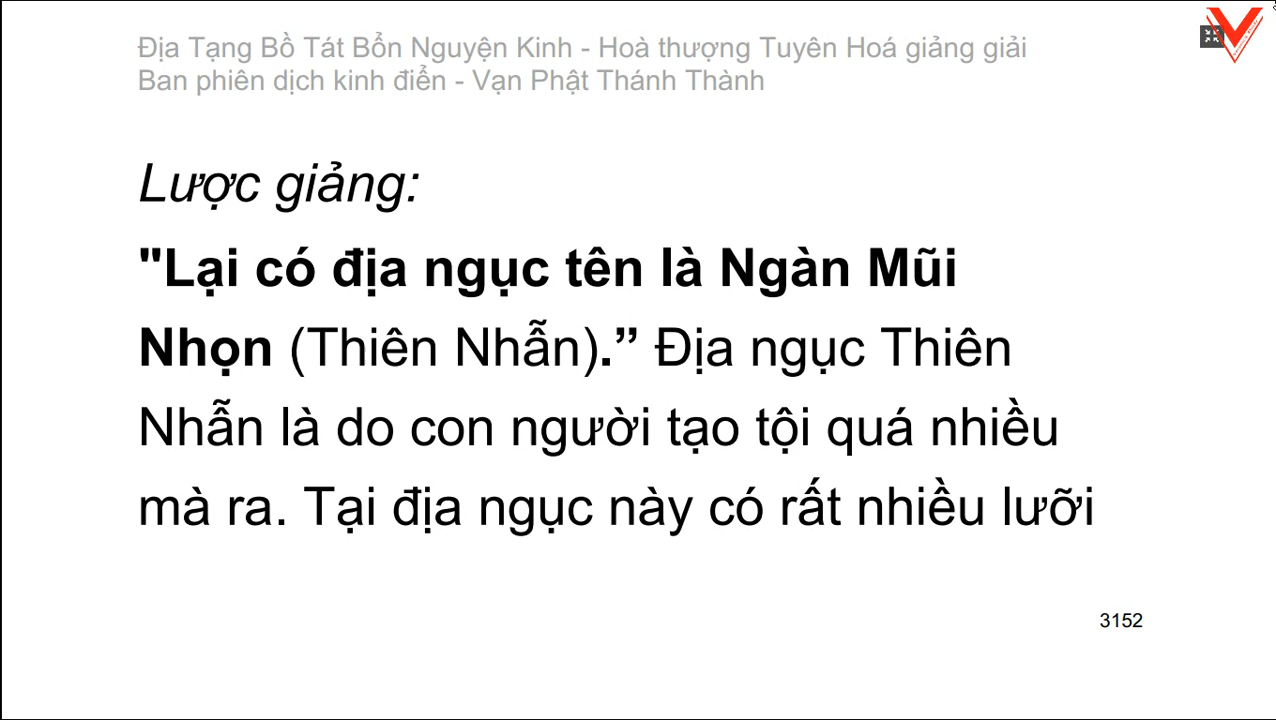 Địa Tạng Bồ Tát Bổn Nguyện Kinh - Hoà thượng Tuyên Hoá giảng giải
Ban phiên dịch kinh điển - Vạn Phật Thánh Thành
Lược giảng:
"Lại có địa ngục tên là Ngàn Mũi
Nhọn (Thiên Nhẫn).” Địa ngục Thiên
Nhẫn là do con người tạo tội quá nhiều
mà ra. Tại địa ngục này có rất nhiều lưỡi
3152